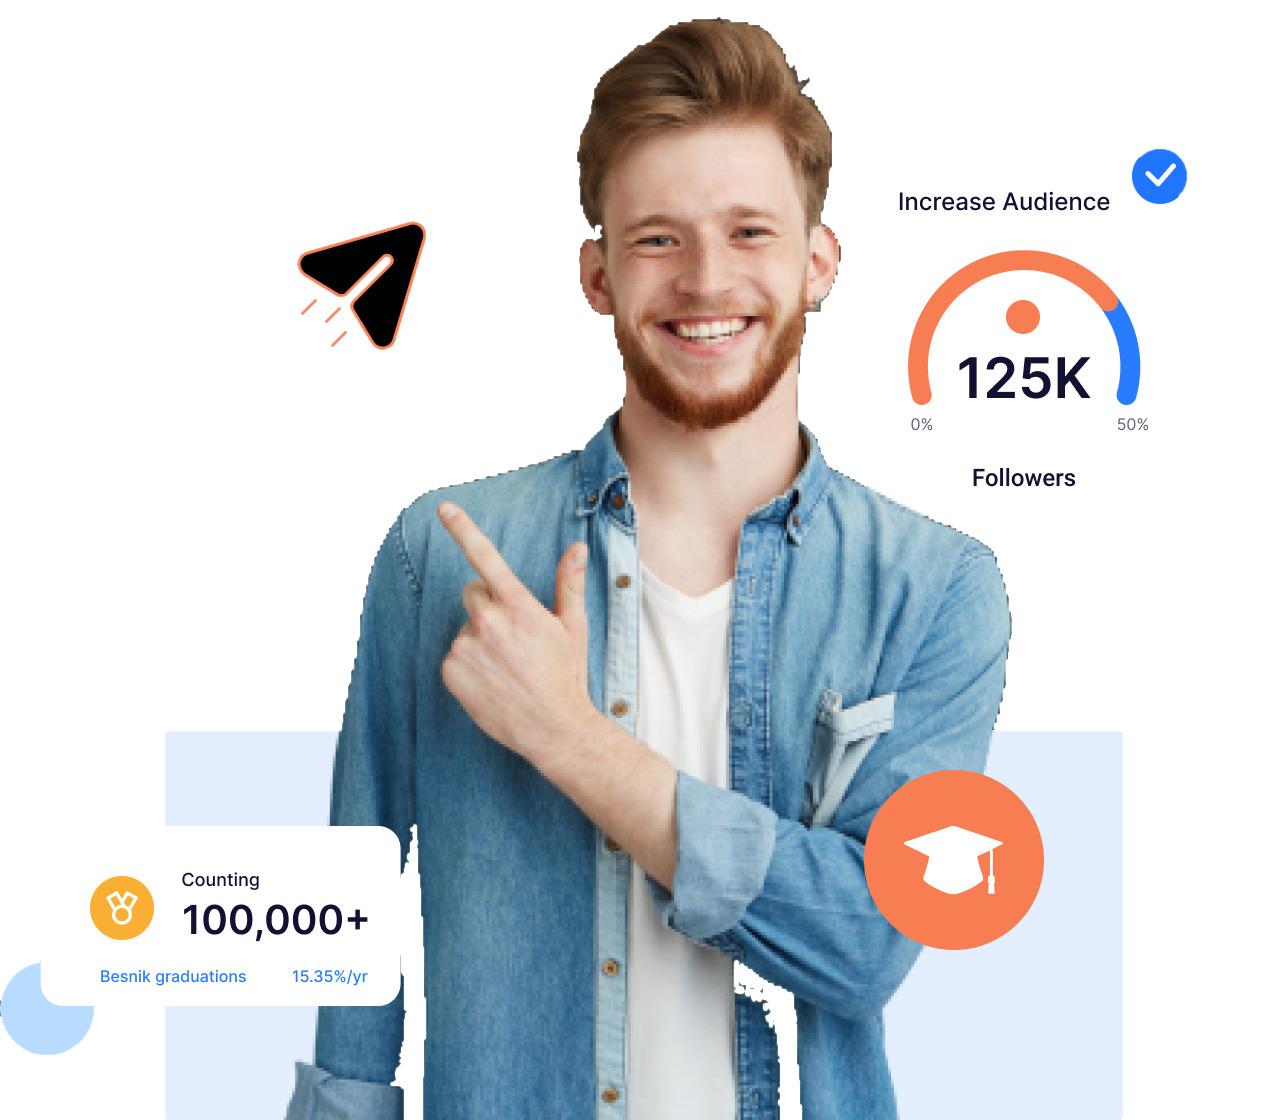 Increase Audience
125K
0% 50%
Followers
Counting
100,000+
Besnik graduations 15.35%/yr